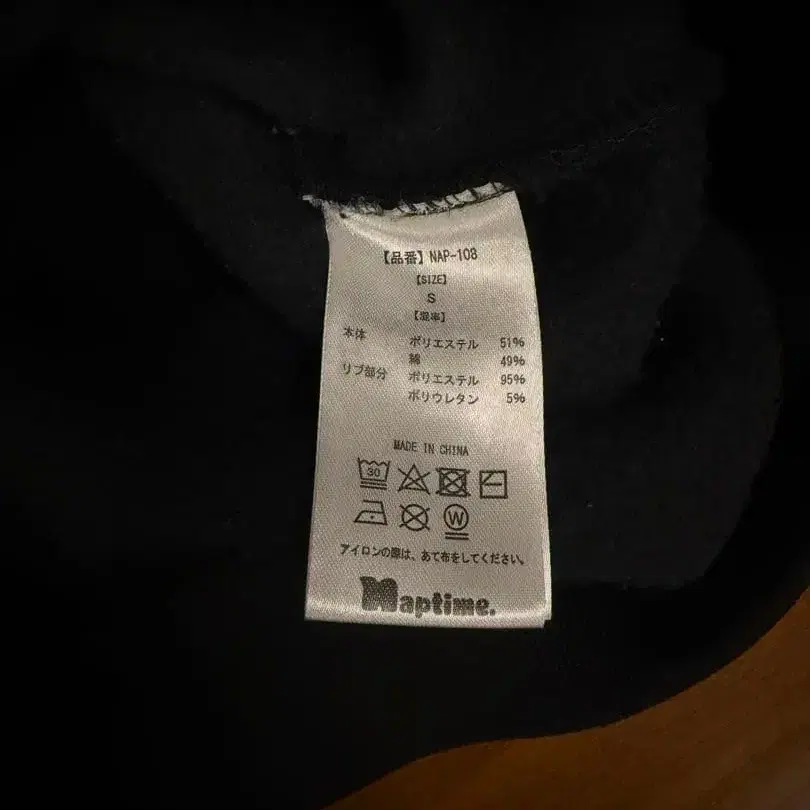 【品番】NAP-108
【SIZE】
S
【混率】
本体 ポリエステル 51%
綿 49%
リブ部分 ポリエステル 95%
ポリウレタン 5%
MADE IN CHINA
30
W
アイロンの際は、あて布をしてください。
Naptime.